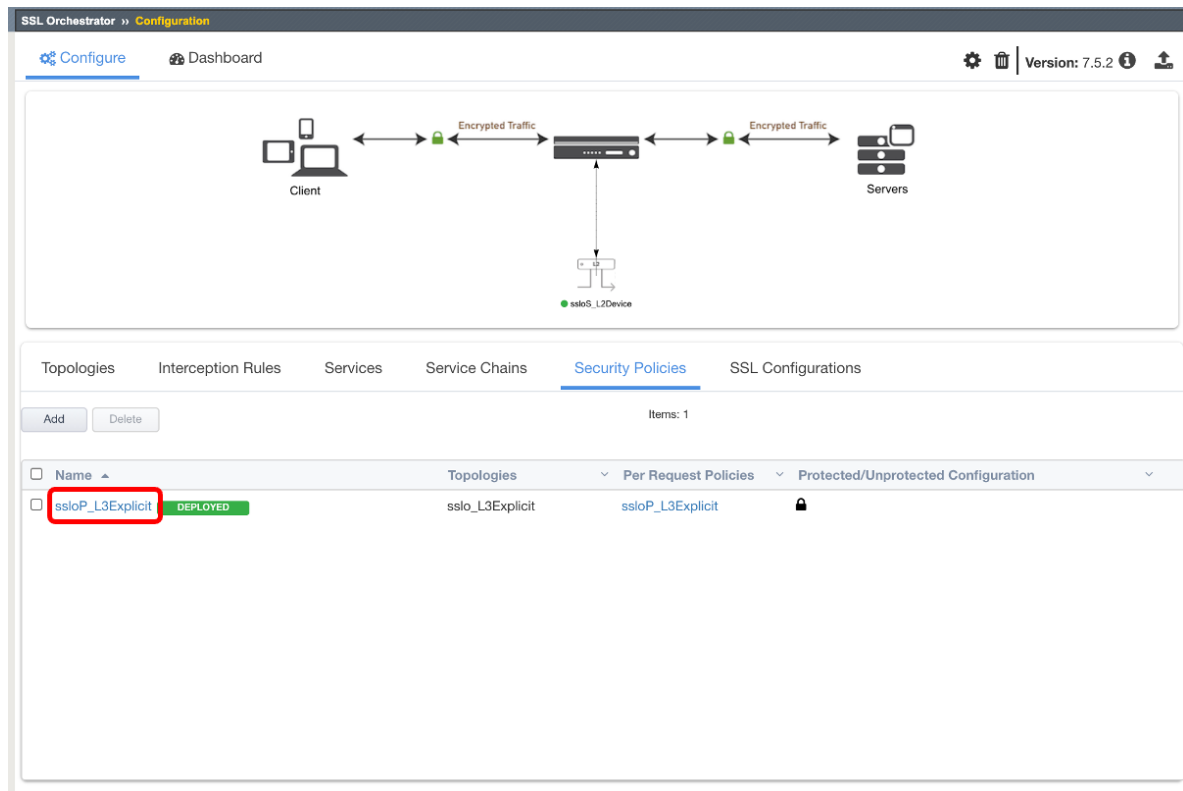 SSL Orchestrator ›› Configuration
Configure Dashboard Version: 7.5.2
Encrypted Traffic Encrypted Traffic
Client Servers
L2
ssloS_L2Device
Topologies Interception Rules Services Service Chains Security Policies SSL Configurations
Add Delete Items: 1
Name Topologies Per Request Policies Protected/Unprotected Configuration
ssloP_L3Explicit DEPLOYED sslo_L3Explicit ssloP_L3Explicit